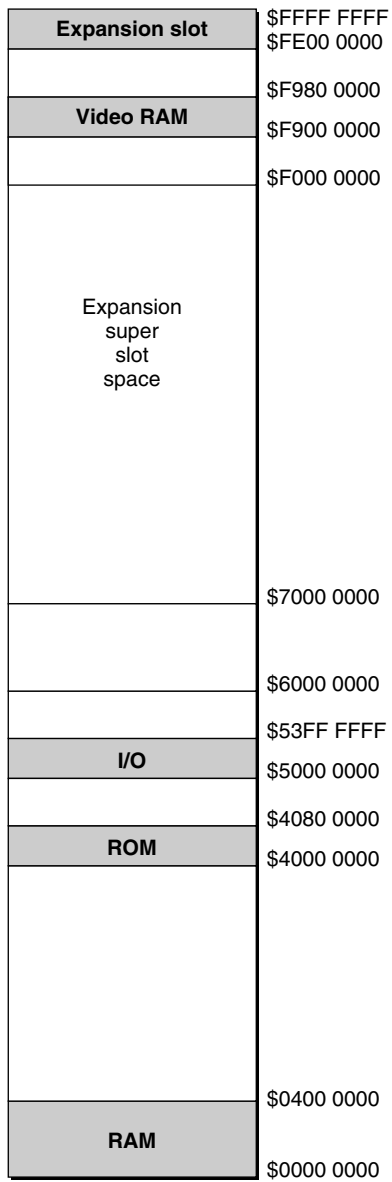 Expansion slot
$FFFF FFFF
$FE00 0000
$F980 0000
Video RAM
$F900 0000
$F000 0000
Expansion
super
slot
space
$7000 0000
$6000 0000
$53FF FFFF
I/O
$5000 0000
$4080 0000
ROM
$4000 0000
$0400 0000
RAM
$0000 0000